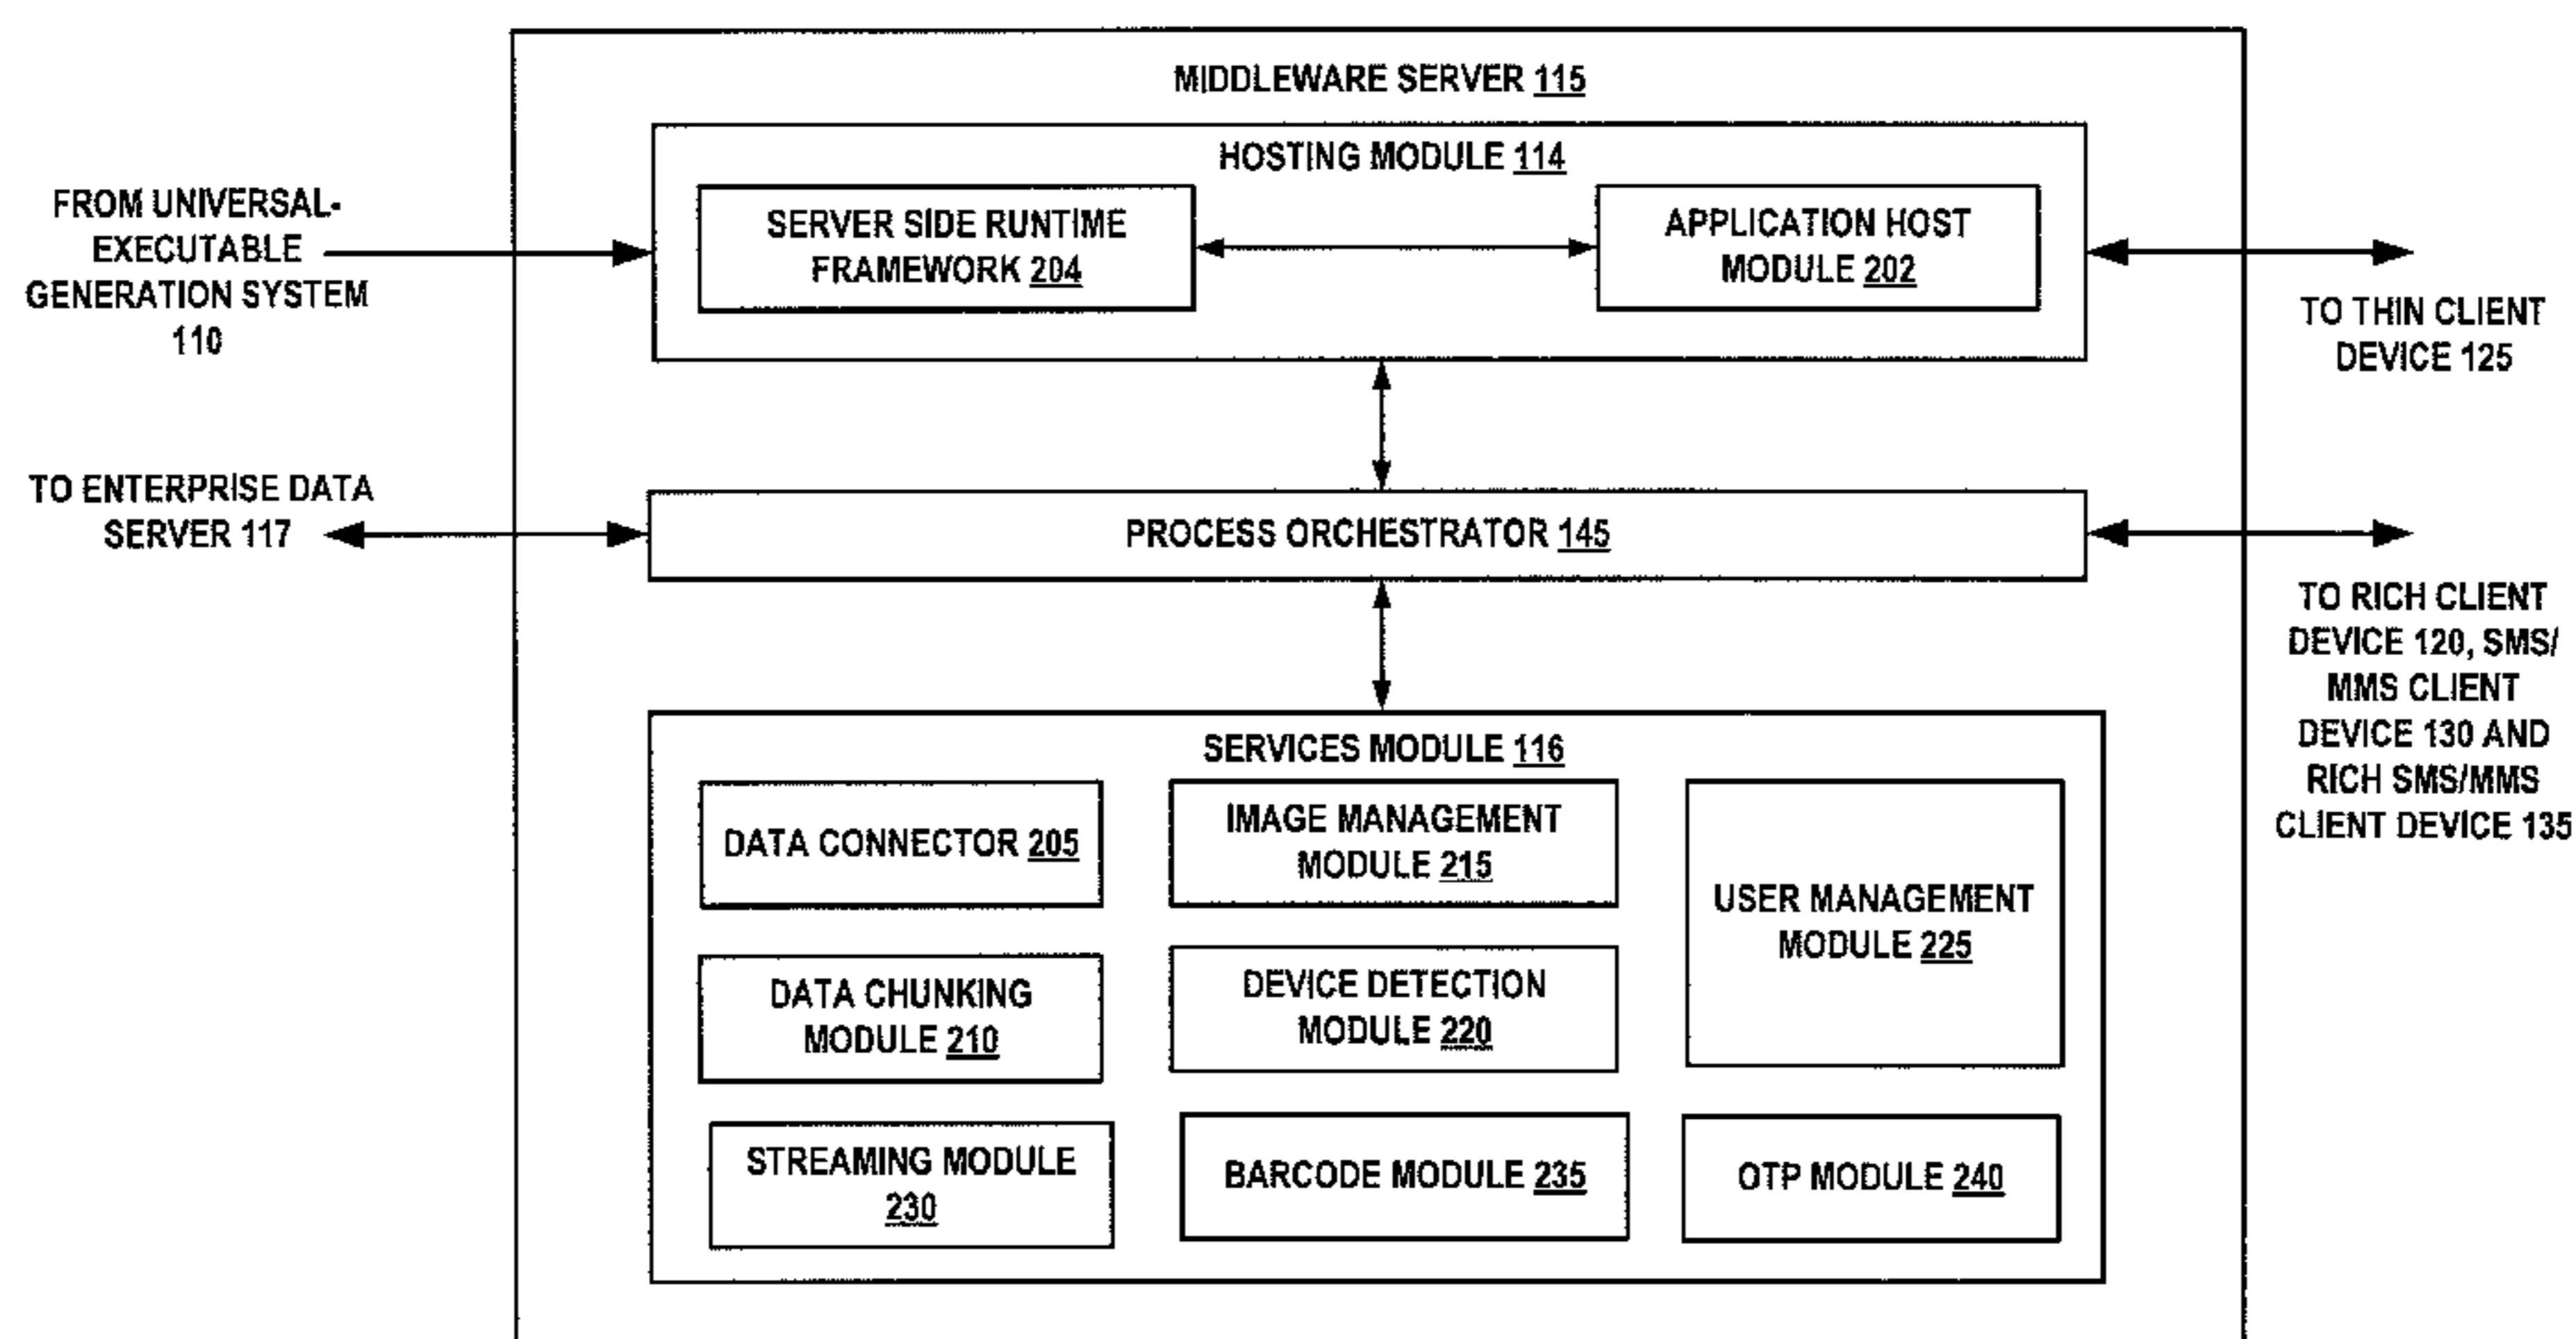 MIDDLEWARE SERVER 115
HOSTING MODULE 114
SERVER SIDE RUNTIME
FRAMEWORK 204
APPLICATION HOST
MODULE 202
FROM UNIVERSAL-
EXECUTABLE
GENERATION SYSTEM
110
TO THIN CLIENT
DEVICE 125
TO ENTERPRISE DATA
SERVER 117
PROCESS ORCHESTRATOR 145
TO RICH CLIENT
DEVICE 120, SMS/
MMS CLIENT
DEVICE 130 AND
RICH SMS/MMS
CLIENT DEVICE 135
SERVICES MODULE 116
DATA CONNECTOR 205
IMAGE MANAGEMENT
MODULE 215
USER MANAGEMENT
MODULE 225
DATA CHUNKING
MODULE 210
DEVICE DETECTION
MODULE 220
STREAMING MODULE
230
BARCODE MODULE 235
OTP MODULE 240